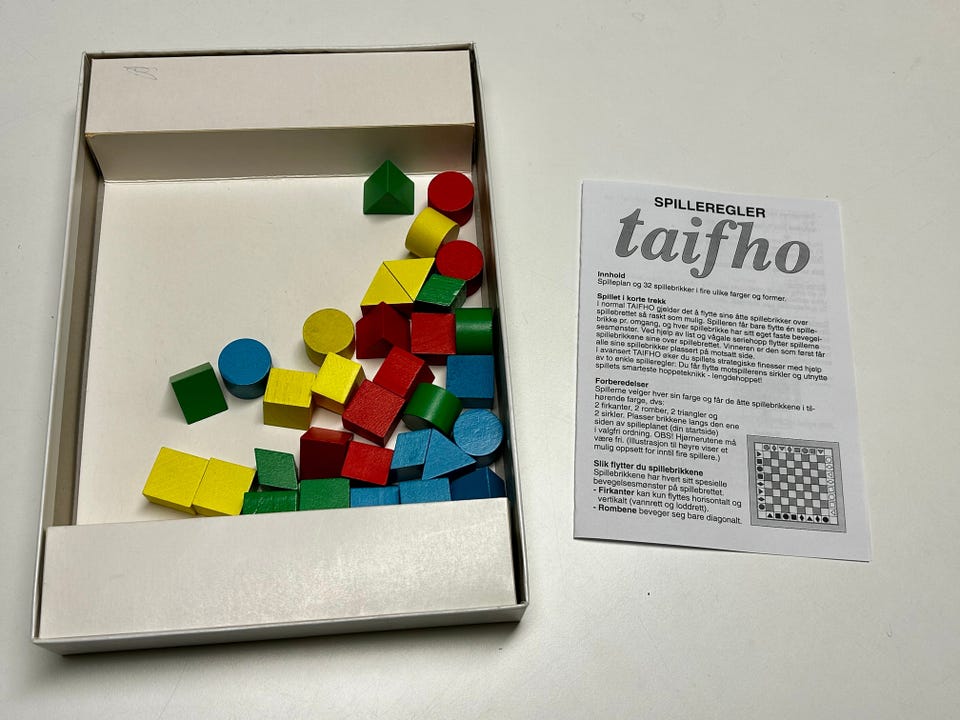 SPILLEREGLER
taifho
Innhold
Spilleplan og 32 spillebrikker i fire ulike farger og former.
Spillet i korte trekk
I normal TAIFHO gjelder det å flytte sine åtte spillebrikker over
spillebrettet så raskt som mulig. Spilleren får bare flytte én spille-
brikke pr. omgang, og hver spillebrikke har sitt eget faste bevegel-
sesmønster. Ved hjelp av list og vågale seriehopp flytter spillerne
spillebrikkene sine over spillebrettet. Vinneren er den som først får
alle sine spillebrikker plassert på motsatt side.
I avansert TAIFHO øker du spillets strategiske finesser med hjelp
av to enkle spilleregler: Du får flytte motspillerens sirkler og utnytte
spillets smarteste hoppeteknikk - lengdehoppet!
Forberedelser
Spillerne velger hver sin farge og får de åtte spillebrikkene i til-
hørende farge, dvs:
2 firkanter, 2 romber, 2 triangler og
2 sirkler. Plasser brikkene langs den ene
siden av spilleplanet (din startside)
i valgfri ordning. OBS! Hjørnerutene må
være fri. (Illustrasjon til høyre viser et
mulig oppsett for inntil fire spillere.)
Slik flytter du spillebrikkene
Spillebrikkene har hvert sitt spesielle
bevegelsesmønster på spillebrettet.
- Firkanter kan kun flyttes horisontalt og
vertikalt (vannrett og loddrett).
- Rombene beveger seg bare diagonalt.